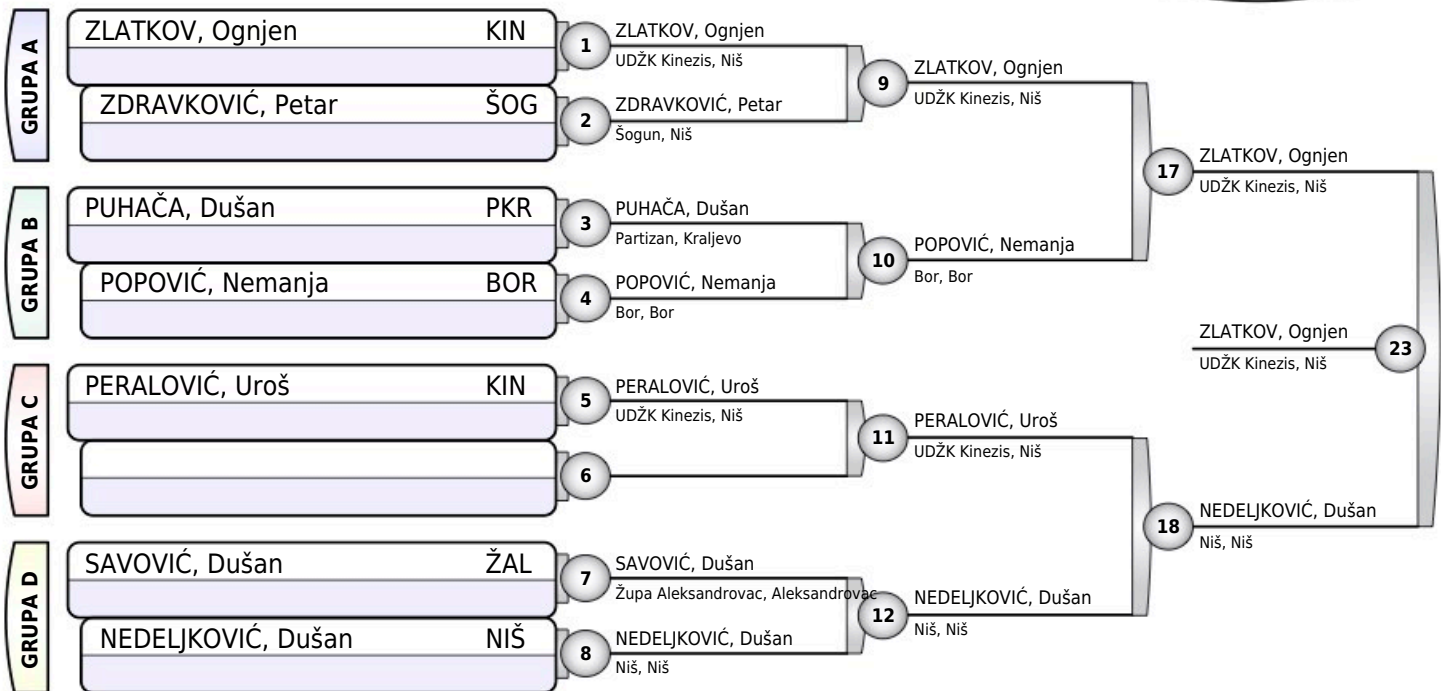 GRUPA A
ZLATKOV, Ognjen KIN
ZDRAVKOVIĆ, Petar ŠOG
GRUPA B
PUHAČA, Dušan PKR
POPOVIĆ, Nemanja BOR
GRUPA C
PERALOVIĆ, Uroš KIN
GRUPA D
SAVOVIĆ, Dušan ŽAL
NEDELJKOVIĆ, Dušan NIŠ
1
ZLATKOV, Ognjen
UDŽK Kinezis, Niš
2
ZDRAVKOVIĆ, Petar
Šogun, Niš
3
PUHAČA, Dušan
Partizan, Kraljevo
4
POPOVIĆ, Nemanja
Bor, Bor
5
PERALOVIĆ, Uroš
UDŽK Kinezis, Niš
6
7
SAVOVIĆ, Dušan
Župa Aleksandrovac, Aleksandrovac
8
NEDELJKOVIĆ, Dušan
Niš, Niš
9
ZLATKOV, Ognjen
UDŽK Kinezis, Niš
10
POPOVIĆ, Nemanja
Bor, Bor
11
PERALOVIĆ, Uroš
UDŽK Kinezis, Niš
12
NEDELJKOVIĆ, Dušan
Niš, Niš
17
ZLATKOV, Ognjen
UDŽK Kinezis, Niš
18
NEDELJKOVIĆ, Dušan
Niš, Niš
ZLATKOV, Ognjen
UDŽK Kinezis, Niš
23